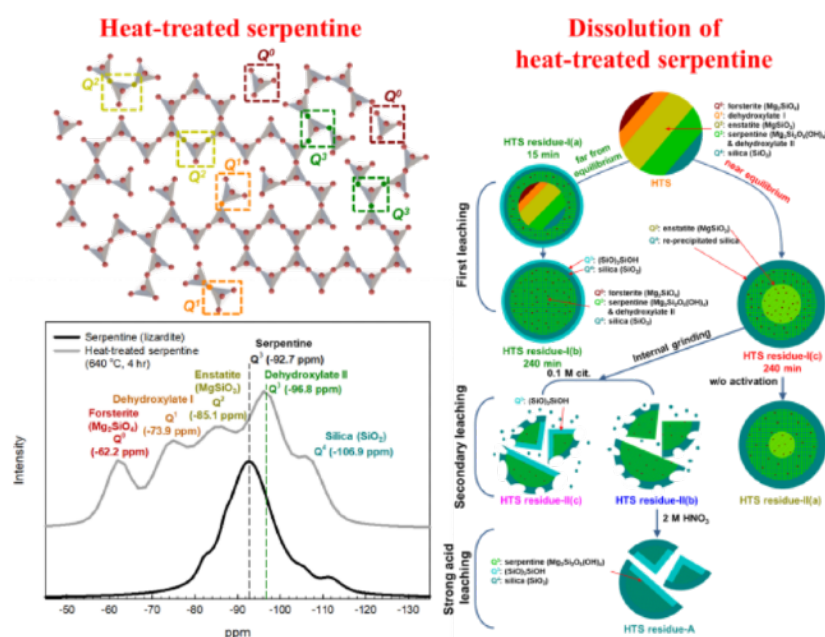 Heat-treated serpentine
Q²
Q⁰
Q⁰
Q³
Q²
Q¹
Q³
Q¹
Serpentine (lizardite)
Heat-treated serpentine
(640 °C, 4 hr)
Serpentine
Q³ (-92.7 ppm)
Enstatite
(MgSiO₃)
Q²
(-85.1 ppm)
Dehydroxylate II
Q³ (-96.8 ppm)
Dehydroxylate I
Q¹
(-73.9 ppm)
Forsterite
(Mg₂SiO₄)
Q⁰
(-62.2 ppm)
Silica (SiO₂)
Q⁴ (-106.9 ppm)
Intensity
-50 -60 -70 -80 -90 -100 -110 -120 -130
ppm
Dissolution of
heat-treated serpentine
Q⁰: forsterite (Mg₂SiO₄)
Q¹: dehydroxylate I
Q²: enstatite (MgSiO₃)
Q³: serpentine (Mg₃Si₂O₅(OH)₄)
& dehydroxylate II
Q⁴: silica (SiO₂)
HTS
HTS residue-I(a)
15 min
far from
equilibrium
near equilibrium
First leaching
Q²: enstatite (MgSiO₃)
Q⁴: re-precipitated silica
Q³: (SiO)₃SiOH
Q⁴: silica (SiO₂)
Q⁰: forsterite (Mg₂SiO₄)
Q³: serpentine (Mg₃Si₂O₅(OH)₄)
& dehydroxylate II
Q⁴: silica (SiO₂)
HTS residue-I(b)
240 min
HTS residue-I(c)
240 min
Internal grinding
0.1 M cit.
w/o activation
Secondary leaching
Q³: (SiO)₃SiOH
HTS residue-II(c)
HTS residue-II(b)
HTS residue-II(a)
2 M HNO₃
Strong acid
leaching
Q³: serpentine (Mg₃Si₂O₅(OH)₄)
Q³: (SiO)₃SiOH
Q⁴: silica (SiO₂)
HTS residue-A